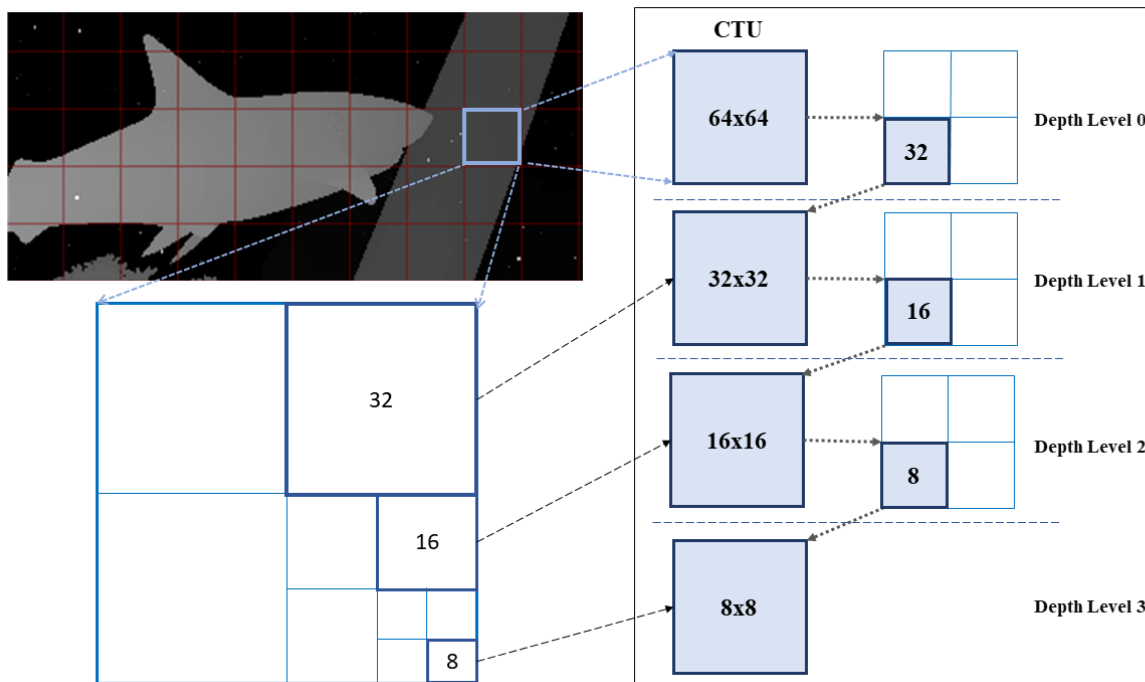 CTU
64x64
32
Depth Level 0
32x32
16
Depth Level 1
16x16
8
Depth Level 2
8x8
Depth Level 3
32
16
8